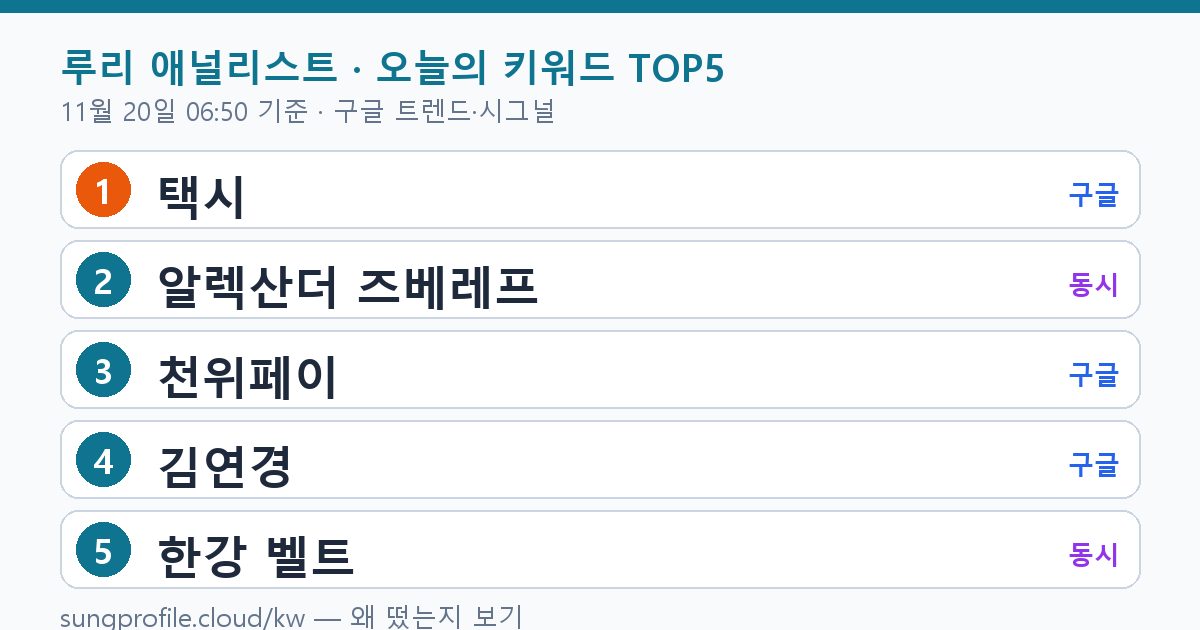 루리 애널리스트 · 오늘의 키워드 TOP5
11월 20일 06:50 기준 · 구글 트렌드·시그널
1 택시 구글
2 알렉산더 즈베레프 동시
3 천위페이 구글
4 김연경 구글
5 한강 벨트 동시
sungprofile.cloud/kw — 왜 떴는지 보기